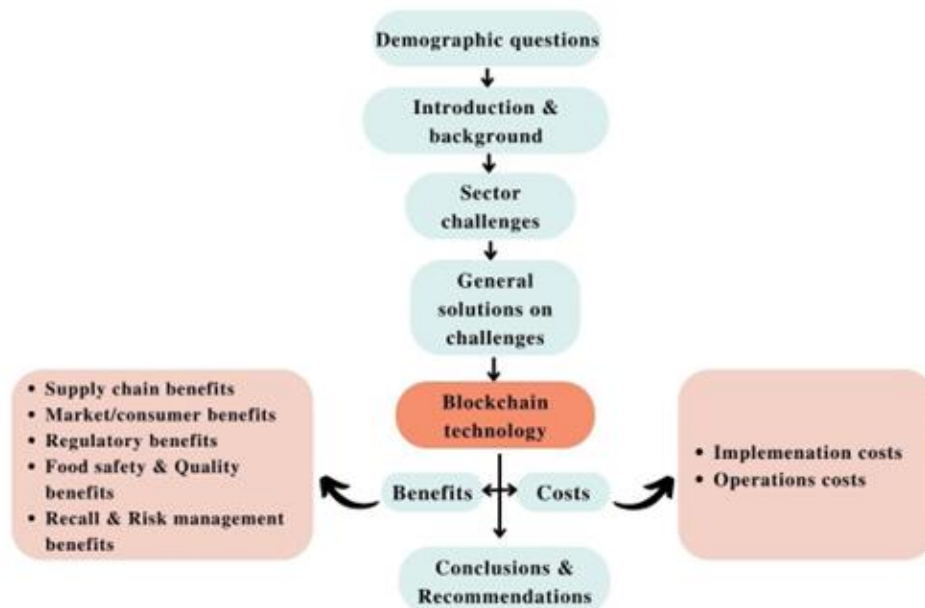 Demographic questions
Introduction &
background
Sector
challenges
General
solutions on
challenges
Blockchain
technology
Benefits
Costs
• Supply chain benefits
• Market/consumer benefits
• Regulatory benefits
• Food safety & Quality
benefits
• Recall & Risk management
benefits
• Implemenation costs
• Operations costs
Conclusions &
Recommendations